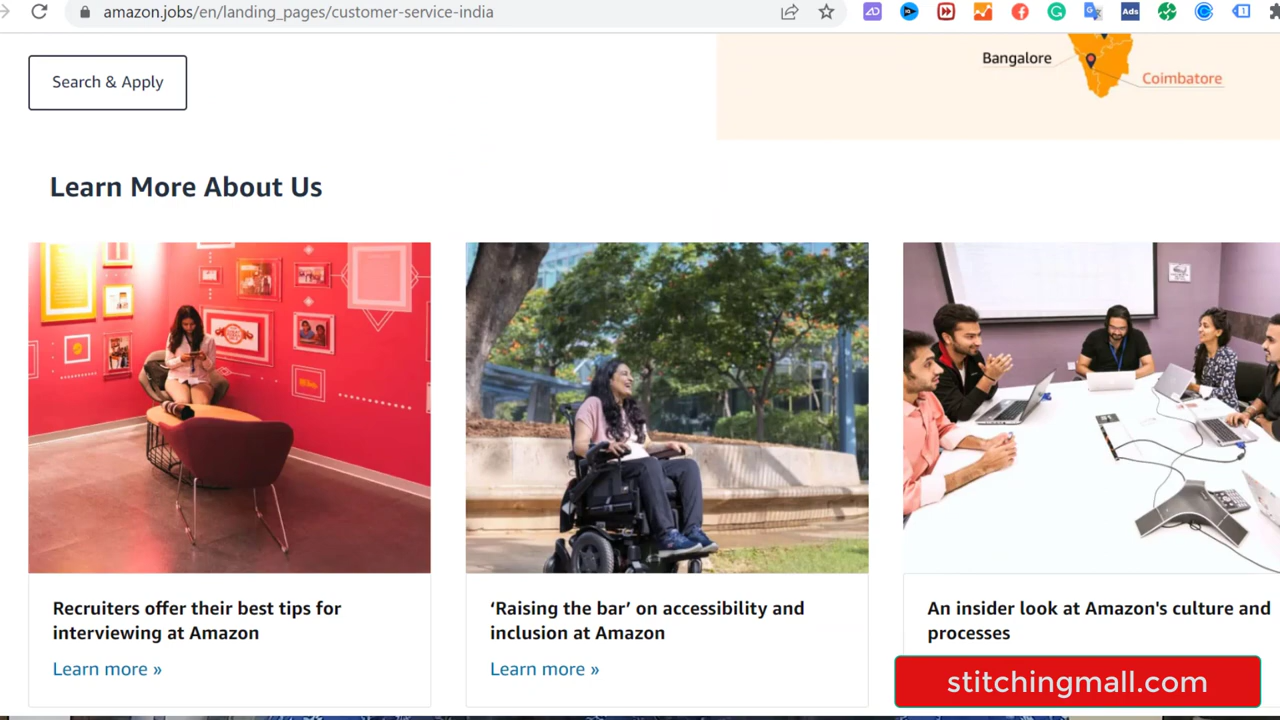 amazon.jobs/en/landing_pages/customer-service-india
Ads
1
Bangalore
Coimbatore
Search & Apply
Learn More About Us
Recruiters offer their best tips for
interviewing at Amazon
Learn more »
‘Raising the bar’ on accessibility and
inclusion at Amazon
Learn more »
An insider look at Amazon's culture and
processes
stitchingmall.com